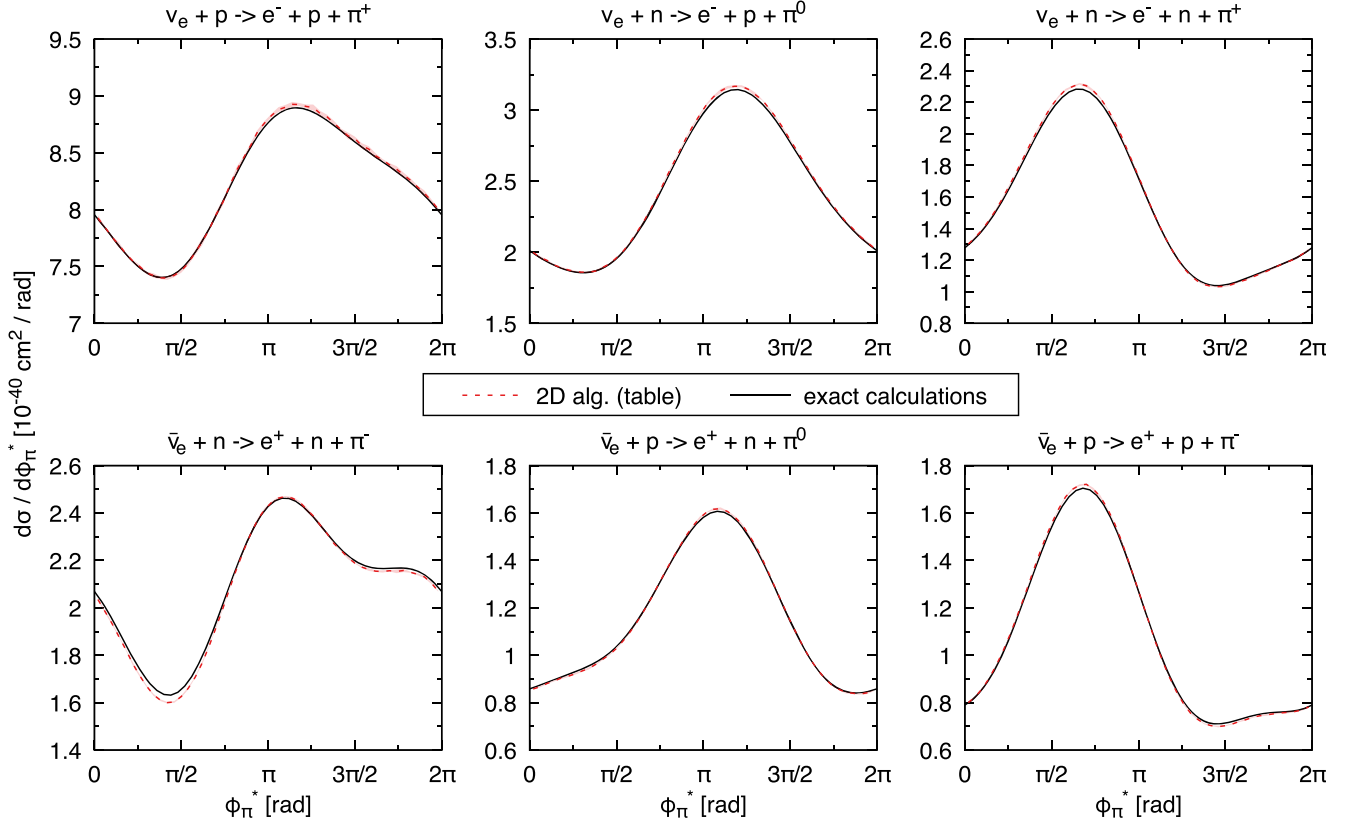 ν_e + p -> e⁻ + p + π⁺
ν_e + n -> e⁻ + p + π⁰
ν_e + n -> e⁻ + n + π⁺
9.5
9
8.5
8
7.5
7
0 π/2 π 3π/2 2π
3.5
3
2.5
2
1.5
0 π/2 π 3π/2 2π
2.6
2.4
2.2
2
1.8
1.6
1.4
1.2
1
0.8
0 π/2 π 3π/2 2π
dσ / dϕ_π^* [10⁻⁴⁰ cm² / rad]
2D alg. (table) exact calculations
ν̄_e + n -> e⁺ + n + π⁻
ν̄_e + p -> e⁺ + n + π⁰
ν̄_e + p -> e⁺ + p + π⁻
2.6
2.4
2.2
2
1.8
1.6
1.4
0 π/2 π 3π/2 2π
ϕ_π^* [rad]
1.8
1.6
1.4
1.2
1
0.8
0.6
0 π/2 π 3π/2 2π
ϕ_π^* [rad]
1.8
1.6
1.4
1.2
1
0.8
0.6
0 π/2 π 3π/2 2π
ϕ_π^* [rad]